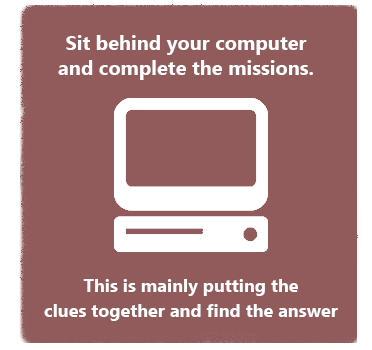 Sit behind your computer
and complete the missions.
This is mainly putting the
clues together and find the answer